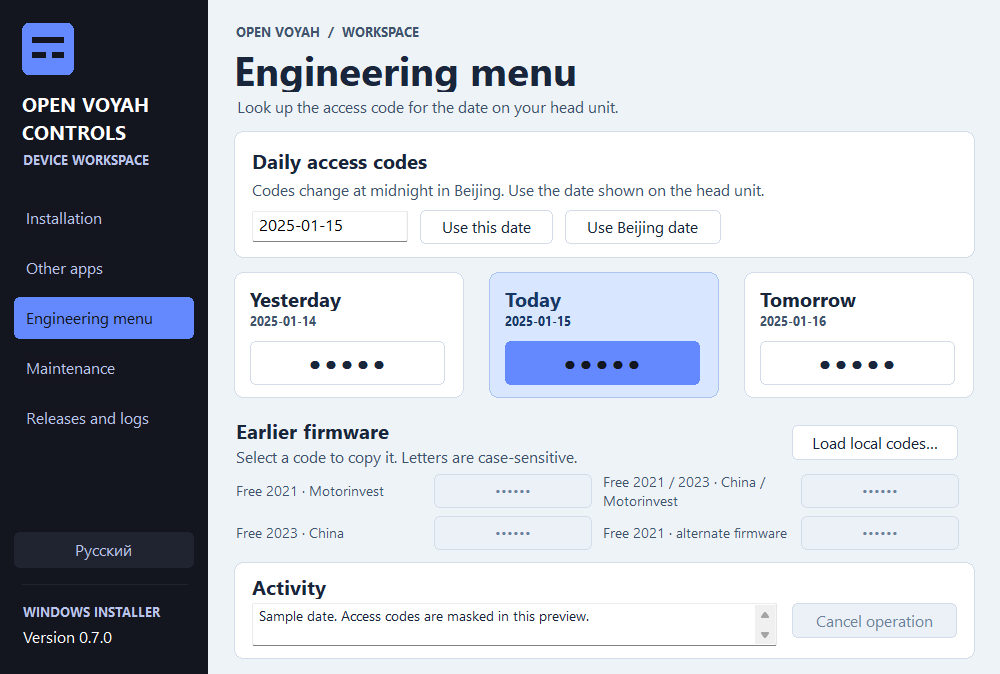 OPEN VOYAH CONTROLS
DEVICE WORKSPACE
Installation
Other apps
Engineering menu
Maintenance
Releases and logs
Русский
WINDOWS INSTALLER
Version 0.7.0
OPEN VOYAH / WORKSPACE
Engineering menu
Look up the access code for the date on your head unit.
Daily access codes
Codes change at midnight in Beijing. Use the date shown on the head unit.
2025-01-15
Use this date
Use Beijing date
Yesterday
2025-01-14
●●●●●
Today
2025-01-15
●●●●●
Tomorrow
2025-01-16
●●●●●
Earlier firmware
Select a code to copy it. Letters are case-sensitive.
Load local codes...
Free 2021 · Motorinvest
••••••
Free 2021 / 2023 · China /
Motorinvest
••••••
Free 2023 · China
••••••
Free 2021 · alternate firmware
••••••
Activity
Sample date. Access codes are masked in this preview.
Cancel operation